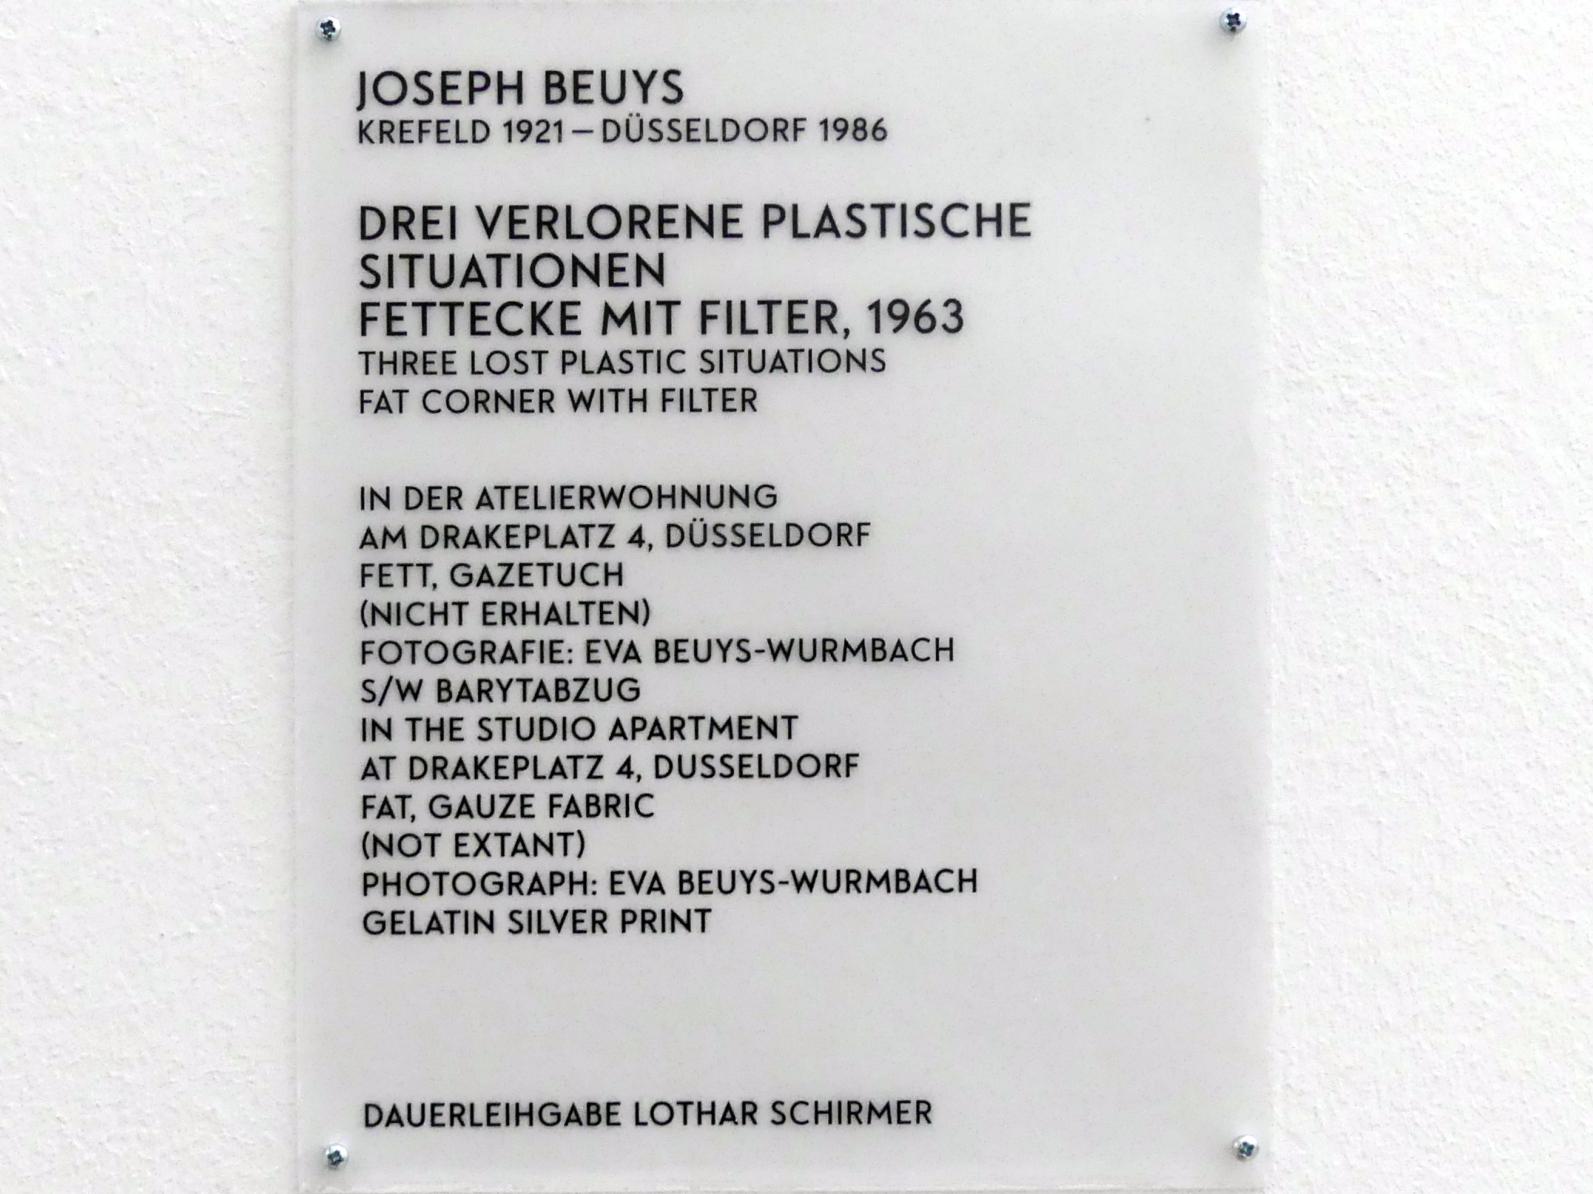 JOSEPH BEUYS
KREFELD 1921 – DÜSSELDORF 1986
DREI VERLORENE PLASTISCHE
SITUATIONEN
FETTECKE MIT FILTER, 1963
THREE LOST PLASTIC SITUATIONS
FAT CORNER WITH FILTER
IN DER ATELIERWOHNUNG
AM DRAKEPLATZ 4, DÜSSELDORF
FETT, GAZETUCH
(NICHT ERHALTEN)
FOTOGRAFIE: EVA BEUYS-WURMBACH
S/W BARYTABZUG
IN THE STUDIO APARTMENT
AT DRAKEPLATZ 4, DUSSELDORF
FAT, GAUZE FABRIC
(NOT EXTANT)
PHOTOGRAPH: EVA BEUYS-WURMBACH
GELATIN SILVER PRINT
DAUERLEIHGABE LOTHAR SCHIRMER